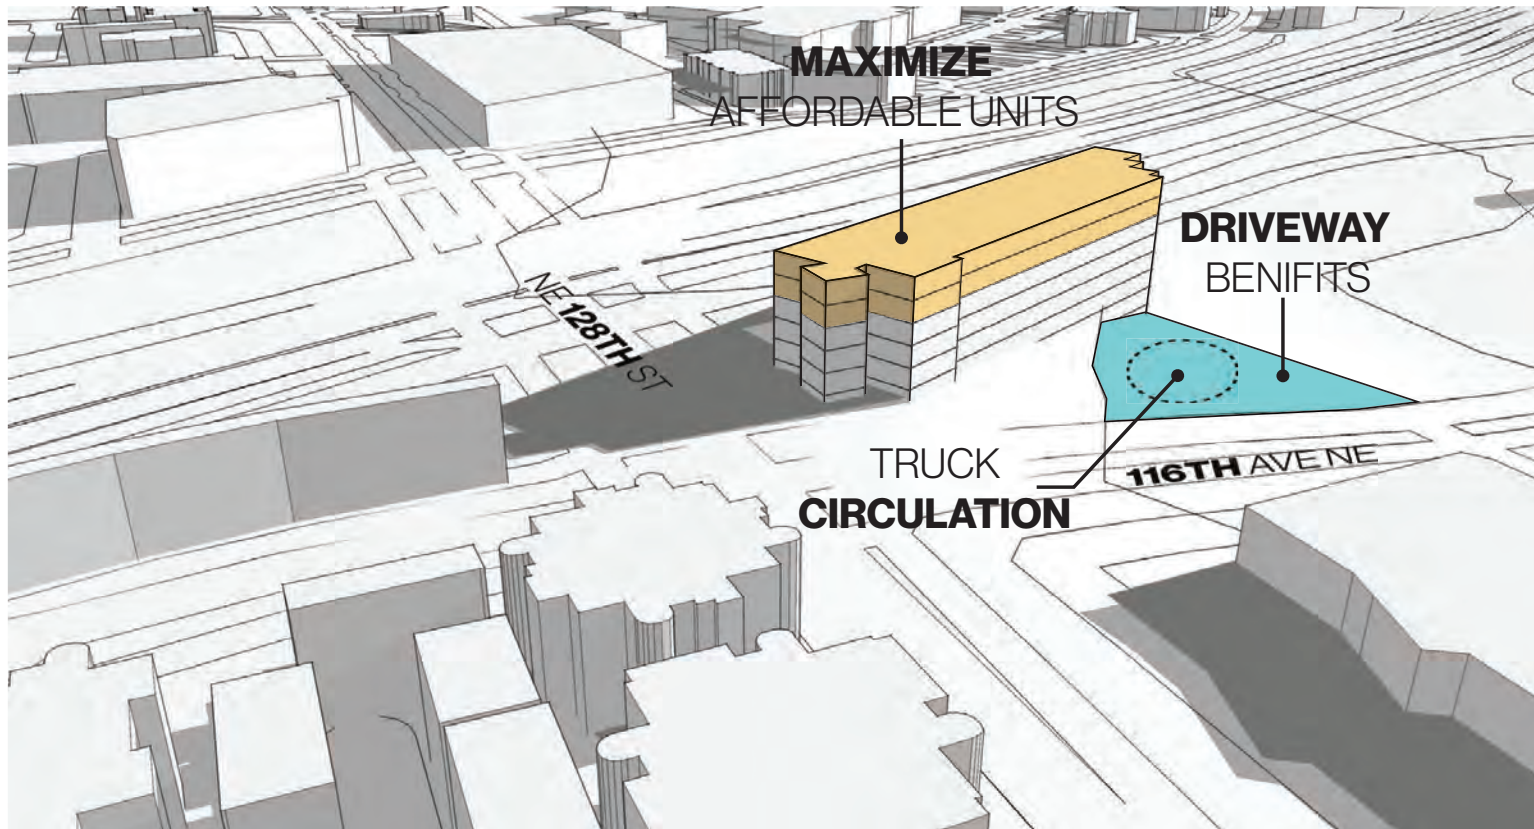 MAXIMIZE
AFFORDABLE UNITS
DRIVEWAY
BENIFITS
NE 128TH ST
TRUCK
CIRCULATION
116TH AVE NE